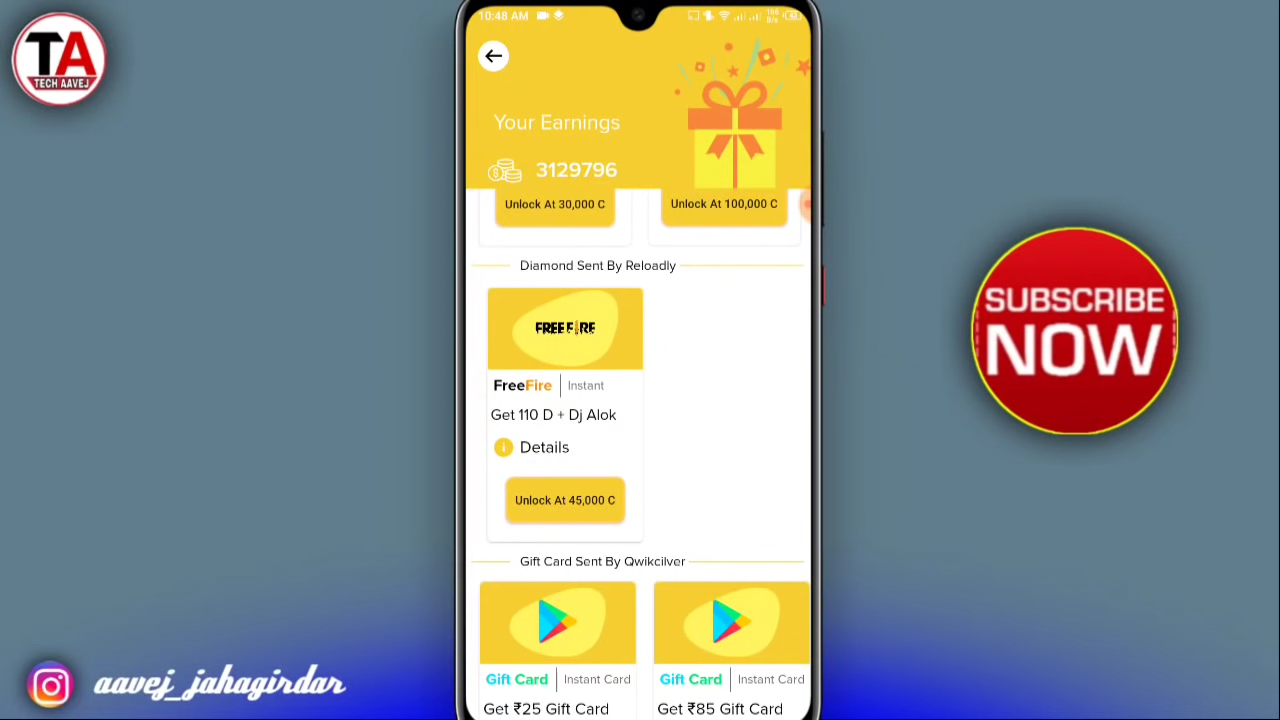 TA
TECH AAVEJ
10:48 AM
Your Earnings
3129796
Unlock At 30,000 C
Unlock At 100,000 C
Diamond Sent By Reloadly
FREE FIRE
FreeFire
Instant
Get 110 D + Dj Alok
Details
Unlock At 45,000 C
Gift Card Sent By Qwikcilver
Gift Card
Instant Card
Gift Card
Instant Card
Get ₹25 Gift Card
Get ₹85 Gift Card
SUBSCRIBE
NOW
aavej_jahagirdar